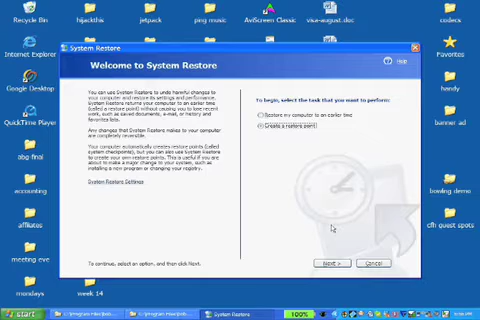 Recycle Bin
hijackthis
jetpack
ping music
AviScreen Classic
visa-august.doc
codecs
Internet Explorer
Favorites
Google Desktop
handy
QuickTime Player
banner ad
abg final
accounting
bowling demo
affiliates
cfh guest spots
meeting eve
mondays
week 14
System Restore
Welcome to System Restore
Help
You can use System Restore to undo harmful changes to
your computer and restore its settings and performance.
System Restore returns your computer to an earlier time
(called a restore point) without causing you to lose recent
work, such as saved documents, e-mail, or history and
favorites lists.
Any changes that System Restore makes to your computer
are completely reversible.
Your computer automatically creates restore points (called
system checkpoints), but you can also use System Restore
to create your own restore points. This is useful if you are
about to make a major change to your system, such as
installing a new program or changing your registry.
System Restore Settings
To begin, select the task that you want to perform:
Restore my computer to an earlier time
Create a restore point
To continue, select an option, and then click Next.
Next >
Cancel
start
System Restore
100%